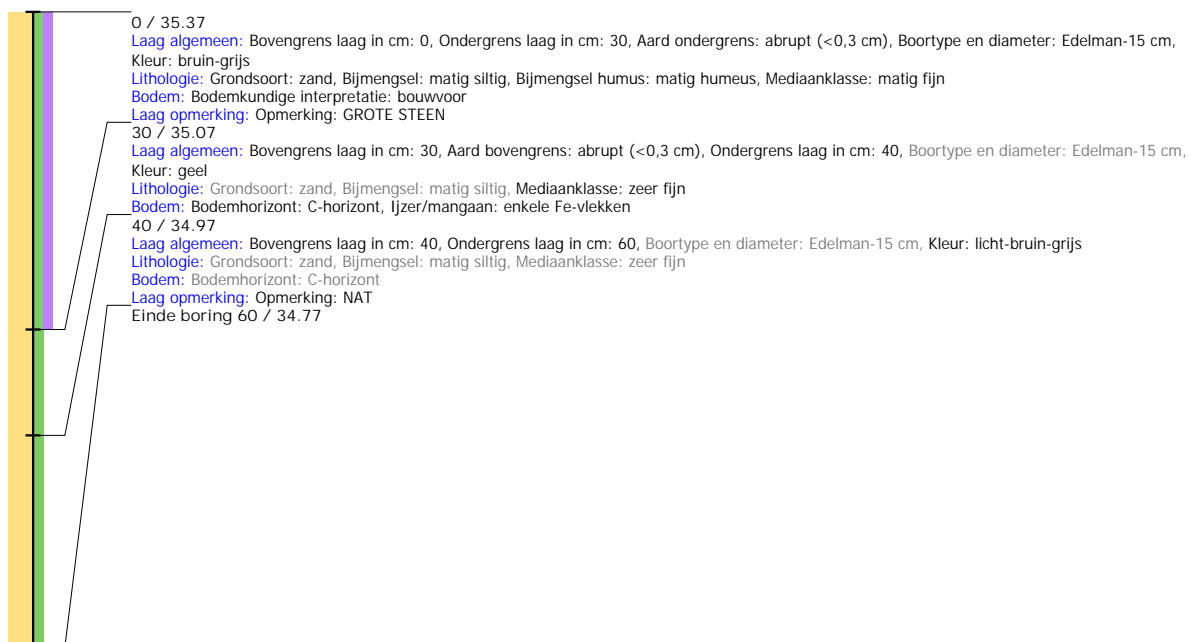 0 / 35.37
Laag algemeen: Bovengrens laag in cm: 0, Ondergrens laag in cm: 30, Aard ondergrens: abrupt (<0,3 cm), Boortype en diameter: Edelman-15 cm,
Kleur: bruin-grijs
Lithologie: Grondsoort: zand, Bijmengsel: matig siltig, Bijmengsel humus: matig humeus, Mediaanklasse: matig fijn
Bodem: Bodemkundige interpretatie: bouwvoor
Laag opmerking: Opmerking: GROTE STEEN
30 / 35.07
Laag algemeen: Bovengrens laag in cm: 30, Aard bovengrens: abrupt (<0,3 cm), Ondergrens laag in cm: 40, Boortype en diameter: Edelman-15 cm,
Kleur: geel
Lithologie: Grondsoort: zand, Bijmengsel: matig siltig, Mediaanklasse: zeer fijn
Bodem: Bodemhorizont: C-horizont, Ijzer/mangaan: enkele Fe-vlekken
40 / 34.97
Laag algemeen: Bovengrens laag in cm: 40, Ondergrens laag in cm: 60, Boortype en diameter: Edelman-15 cm, Kleur: licht-bruin-grijs
Lithologie: Grondsoort: zand, Bijmengsel: matig siltig, Mediaanklasse: zeer fijn
Bodem: Bodemhorizont: C-horizont
Laag opmerking: Opmerking: NAT
Einde boring 60 / 34.77